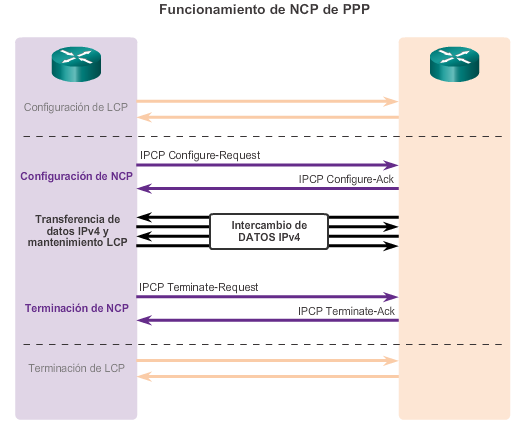 Funcionamiento de NCP de PPP
Configuración de LCP
IPCP Configure-Request
Configuración de NCP
IPCP Configure-Ack
Transferencia de
datos IPv4 y
mantenimiento LCP
Intercambio de
DATOS IPv4
IPCP Terminate-Request
Terminación de NCP
IPCP Terminate-Ack
Terminación de LCP